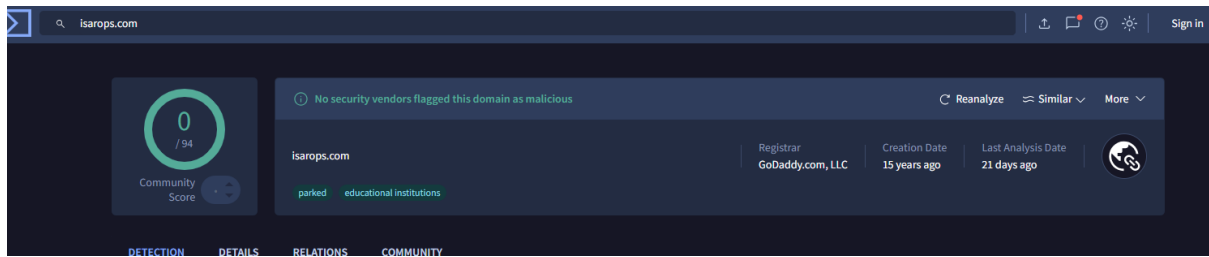 isarops.com
Sign in
0
/ 94
Community
Score
No security vendors flagged this domain as malicious
Reanalyze
Similar
More
isarops.com
parked
educational institutions
Registrar
GoDaddy.com, LLC
Creation Date
15 years ago
Last Analysis Date
21 days ago
DETECTION
DETAILS
RELATIONS
COMMUNITY